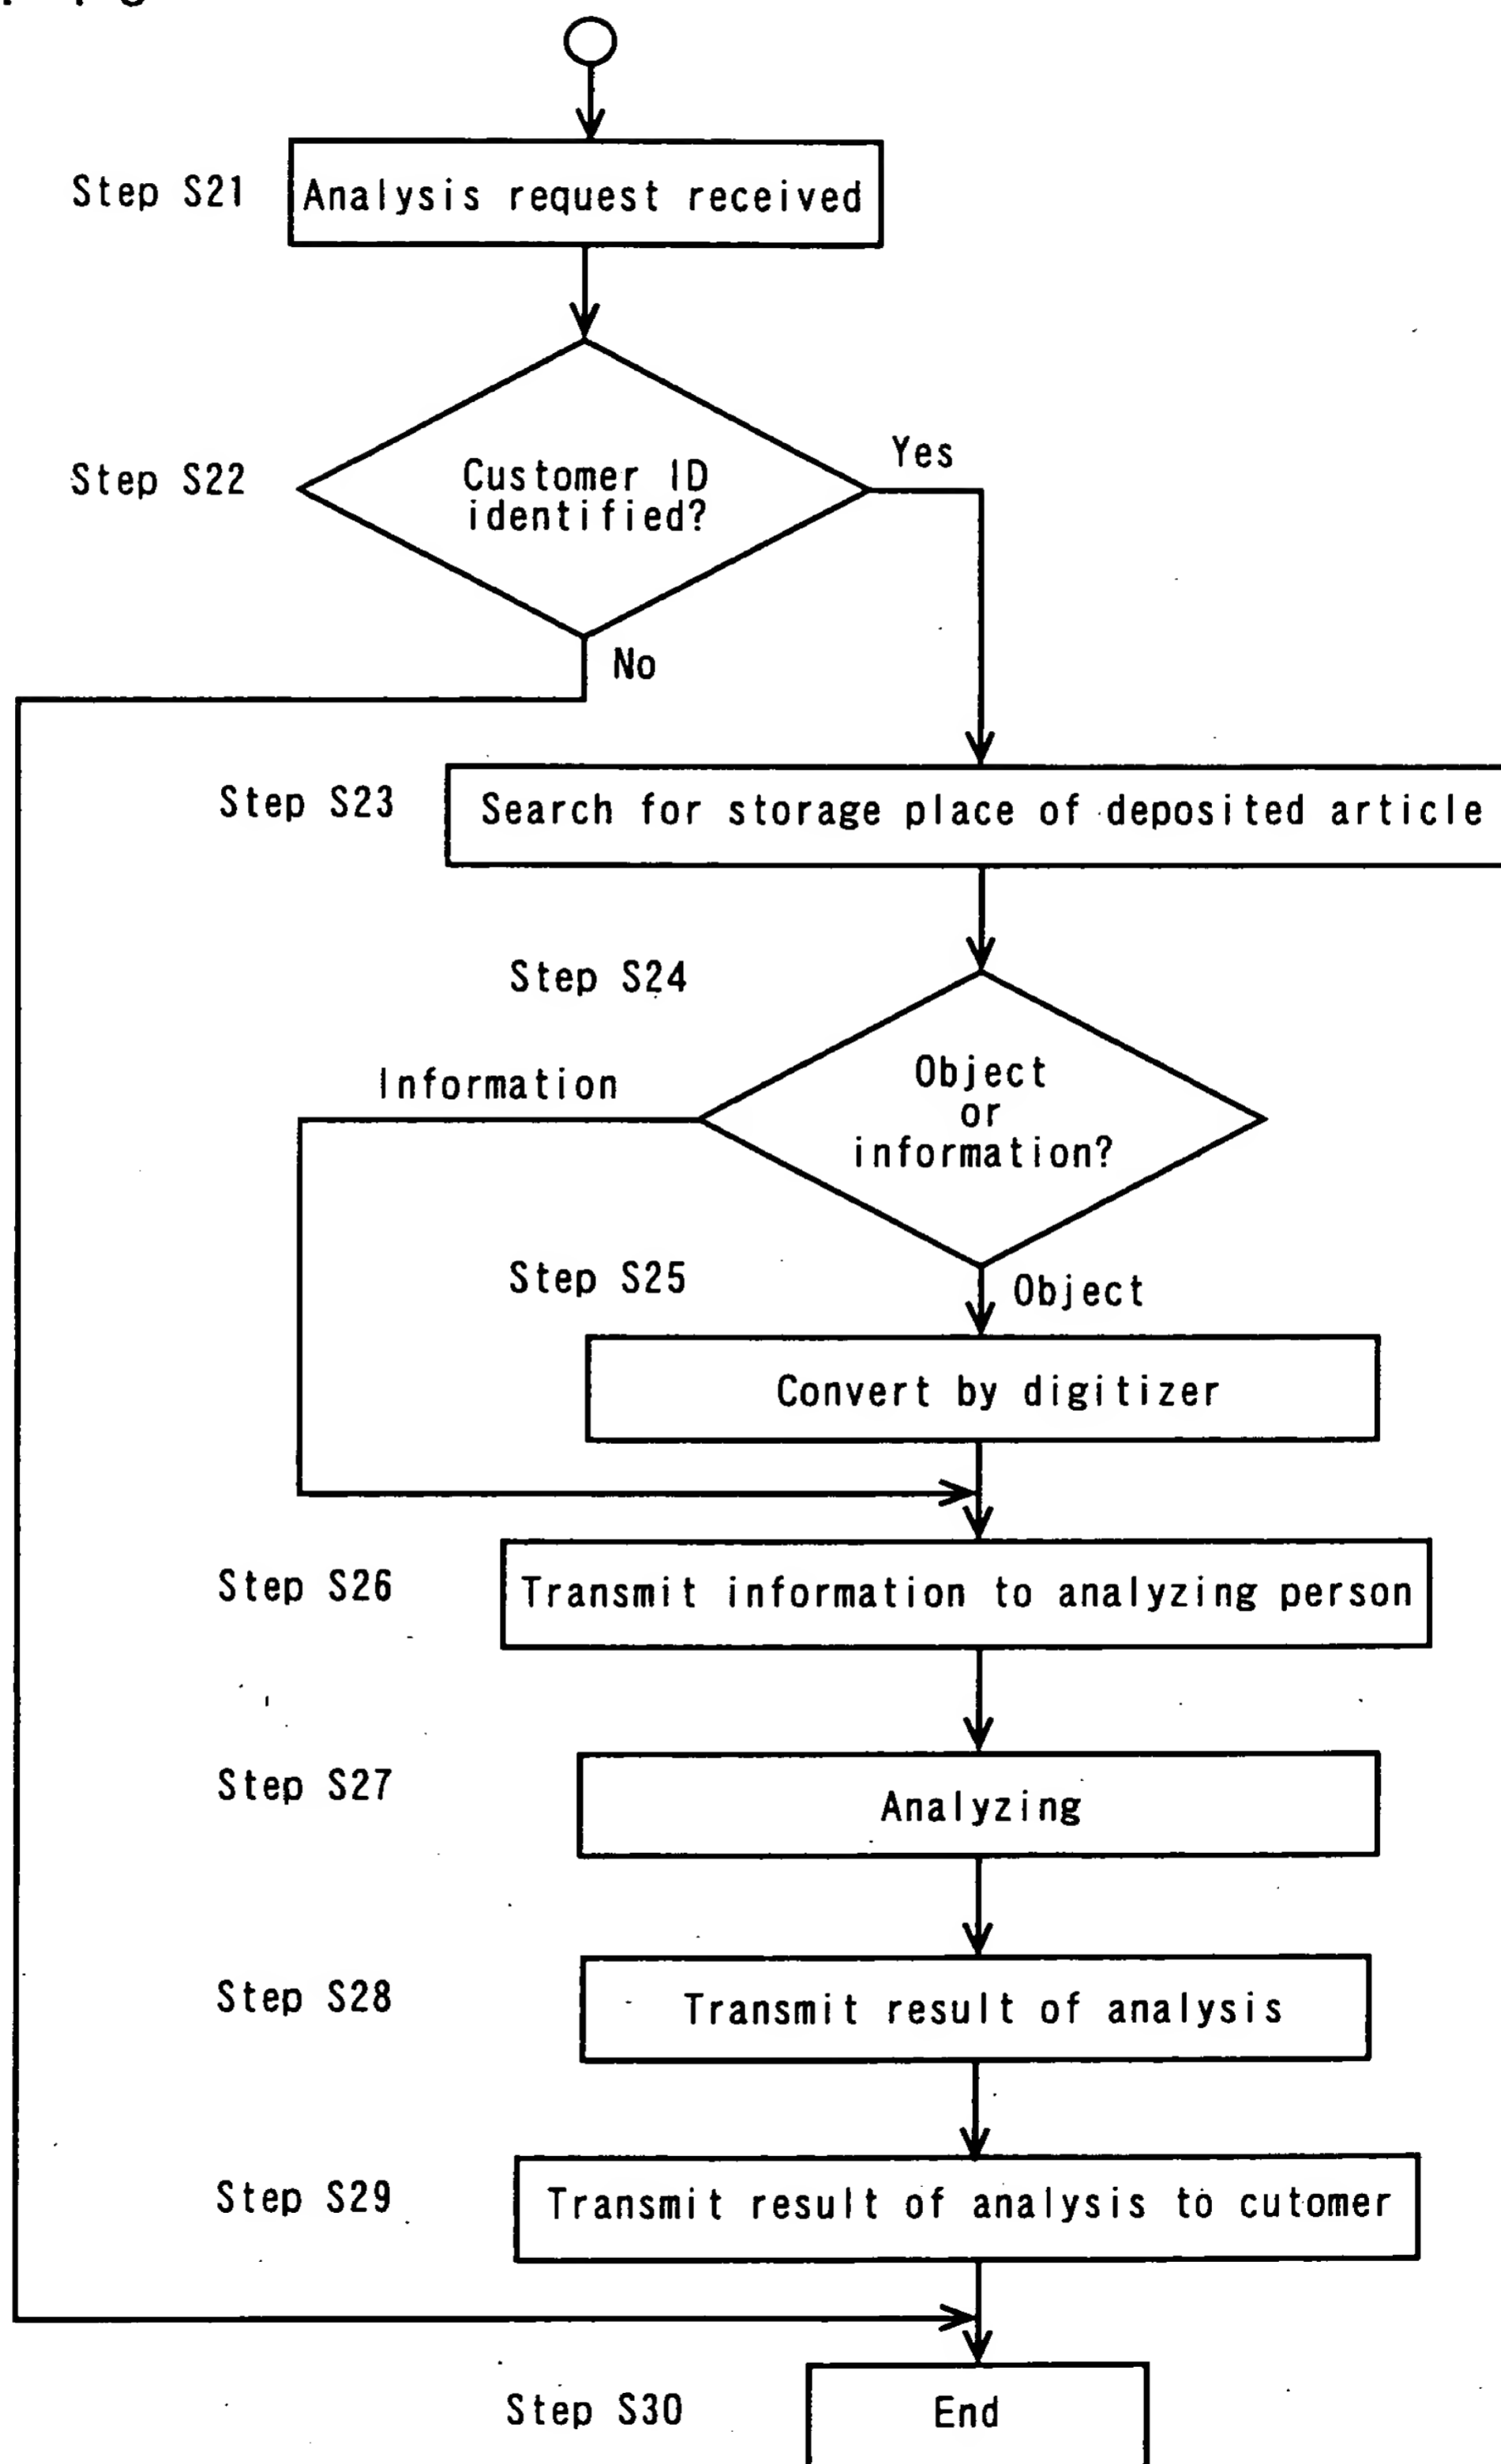 Step S21
Analysis request received
Step S22
Customer ID
identified?
Yes
No
Step S23
Search for storage place of deposited article
Step S24
Object
or
information?
Information
Step S25
Object
Convert by digitizer
Step S26
Transmit information to analyzing person
Step S27
Analyzing
Step S28
Transmit result of analysis
Step S29
Transmit result of analysis to cutomer
Step S30
End